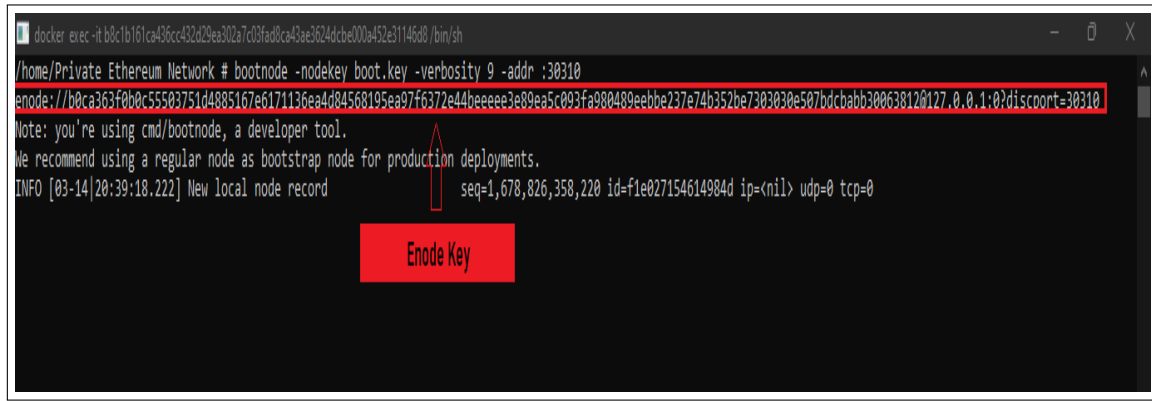 docker exec -it b8c1b161ca436cc432d29ea302a7c03fad8ca43ae3624dcbe000a452e31146d8 /bin/sh
/home/Private Ethereum Network # bootnode -nodekey boot.key -verbosity 9 -addr :30310
enode://b0ca363f0b0c55503751d4885167e6171136ea4d84568195ea97f6372e44beeeee3e89ea5c093fa980489eebbe237e74b352be7303030e507bdcbabb30063812@127.0.0.1:0?discport=30310
Note: you're using cmd/bootnode, a developer tool.
We recommend using a regular node as bootstrap node for production deployments.
INFO [03-14|20:39:18.222] New local node record seq=1,678,826,358,220 id=f1e027154614984d ip=<nil> udp=0 tcp=0
Enode Key